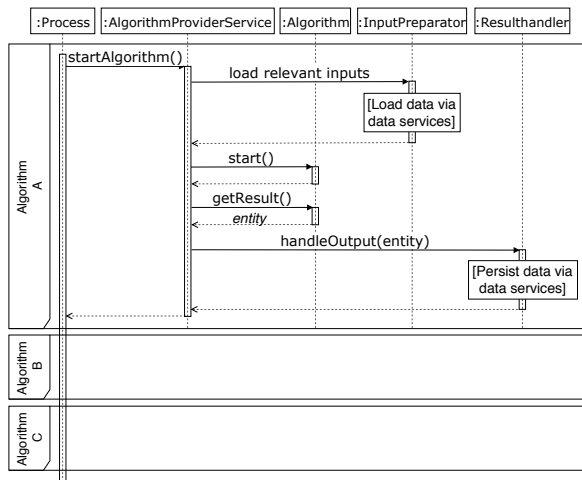 :Process
:AlgorithmProviderService
:Algorithm
:InputPreparator
:Resulthandler
startAlgorithm()
load relevant inputs
[Load data via
data services]
start()
getResult()
entity
handleOutput(entity)
[Persist data via
data services]
Algorithm
A
Algorithm
B
Algorithm
C